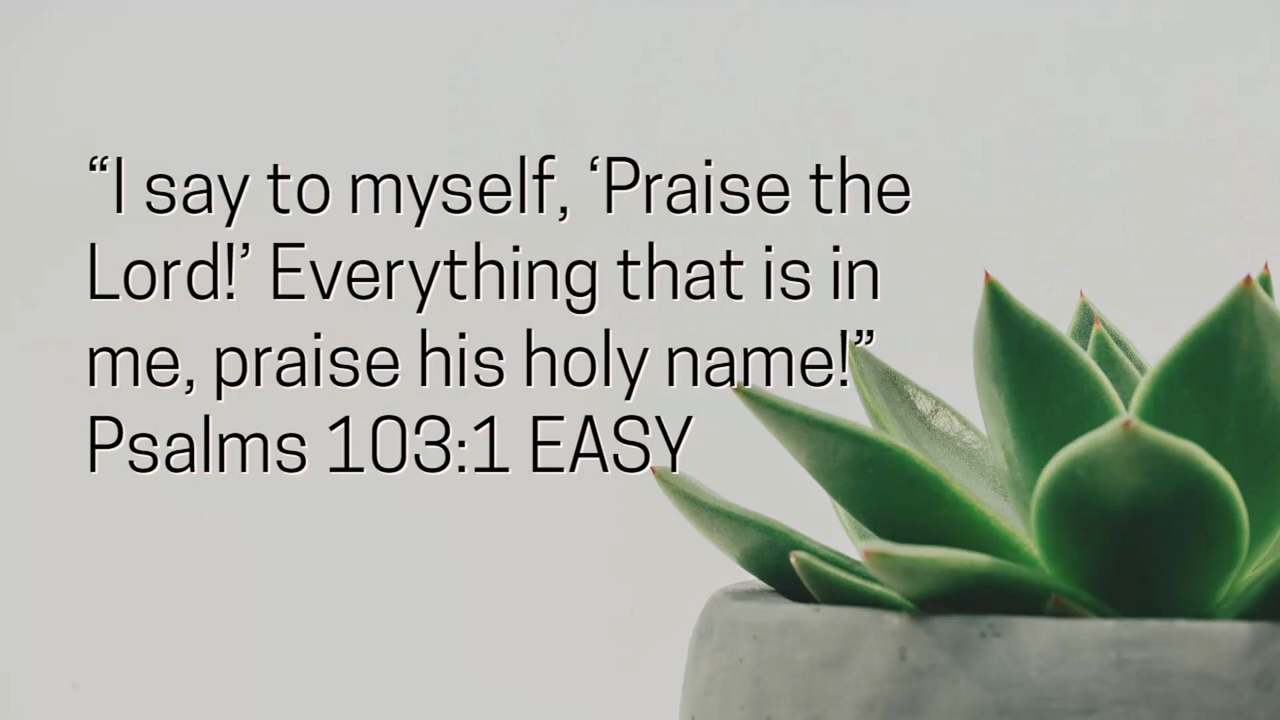 “I say to myself, ‘Praise the
Lord!’ Everything that is in
me, praise his holy name!”
Psalms 103:1 EASY